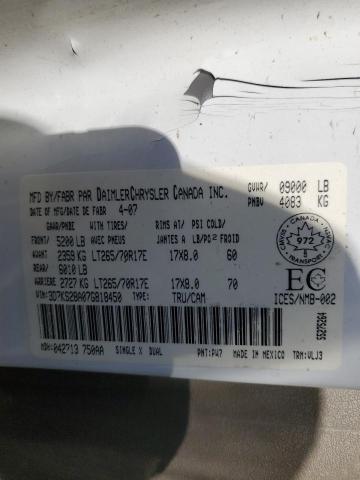 MFD BY/FABR PAR DAIMLERCHRYSLER CANADA INC.
DATE OF MFD/DATE DE FABR 4-07
GVWR/ 09000 LB
PNBV 4083 KG
GAWR/PNBE WITH TIRES/ RIMS AT/ PSI COLD/
FRONT/ 5200 LB AVEC PNEUS JANTES A LB/PO² FROID
AVANT 2359 KG LT265/70R17E 17X8.0 60
REAR/ 6010 LB
ARRIERE 2727 KG LT265/70R17E 17X8.0 70
VIN: 3D7KS28A07G818450 TYPE: TRU/CAM
CANADA
972
TRANSPORT
EC
ICES/NMB-002
MDH: 042713 750AA SINGLE X DUAL PNT: PW7 MADE IN MEXICO TRM: VLJ3